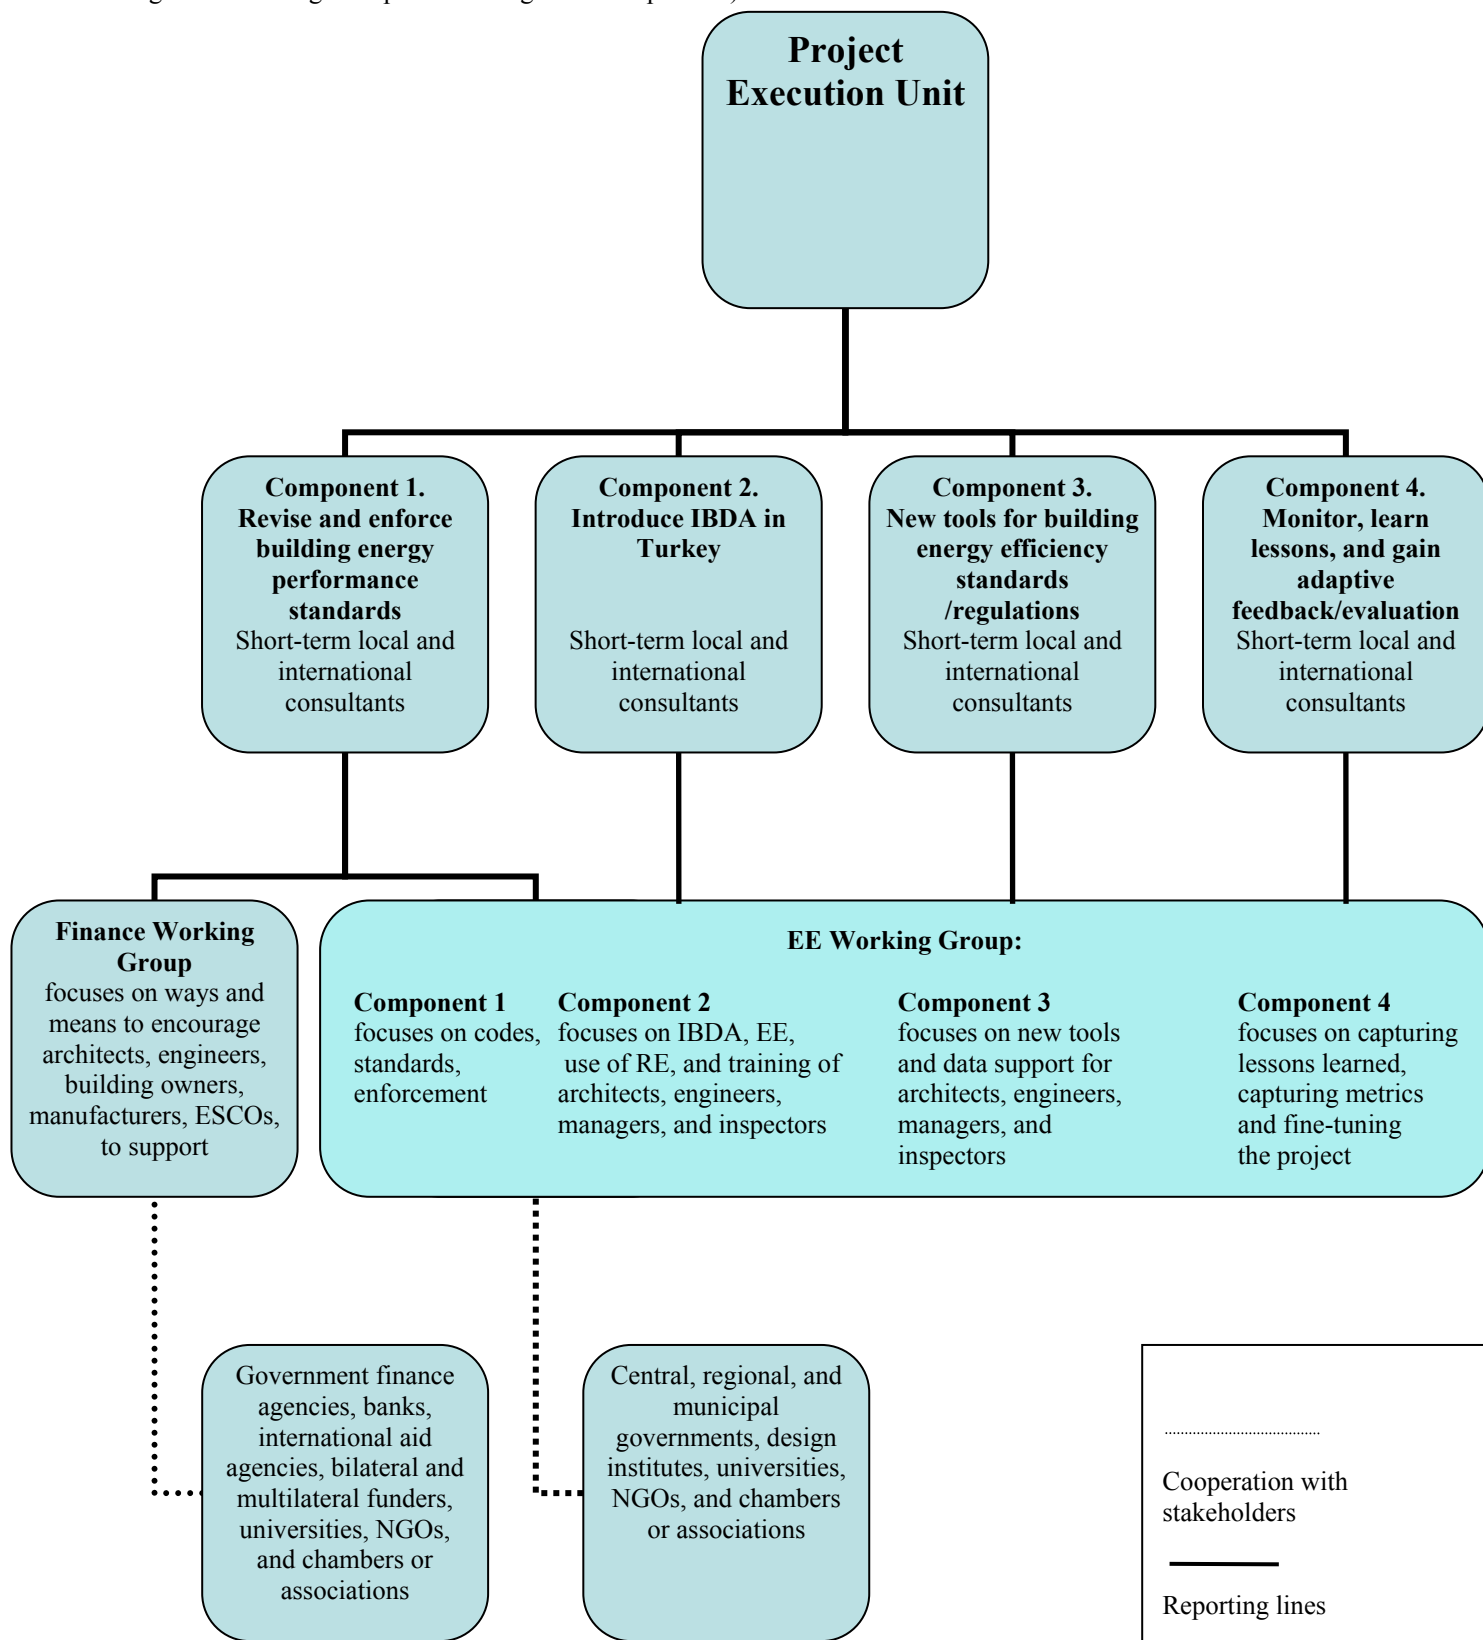 Project
Execution Unit
Component 1.
Revise and enforce
building energy
performance
standards
Short-term local and
international
consultants
Component 2.
Introduce IBDA in
Turkey
Short-term local and
international
consultants
Component 3.
New tools for building
energy efficiency
standards
/regulations
Short-term local and
international
consultants
Component 4.
Monitor, learn
lessons, and gain
adaptive
feedback/evaluation
Short-term local and
international
consultants
Finance Working
Group
focuses on ways and
means to encourage
architects, engineers,
building owners,
manufacturers, ESCOs,
to support
EE Working Group:
Component 1
focuses on codes,
standards,
enforcement
Component 2
focuses on IBDA, EE,
use of RE, and training of
architects, engineers,
managers, and inspectors
Component 3
focuses on new tools
and data support for
architects, engineers,
managers, and
inspectors
Component 4
focuses on capturing
lessons learned,
capturing metrics
and fine-tuning
the project
Government finance
agencies, banks,
international aid
agencies, bilateral and
multilateral funders,
universities, NGOs,
and chambers or
associations
Central, regional, and
municipal
governments, design
institutes, universities,
NGOs, and chambers
or associations
Cooperation with
stakeholders
Reporting lines